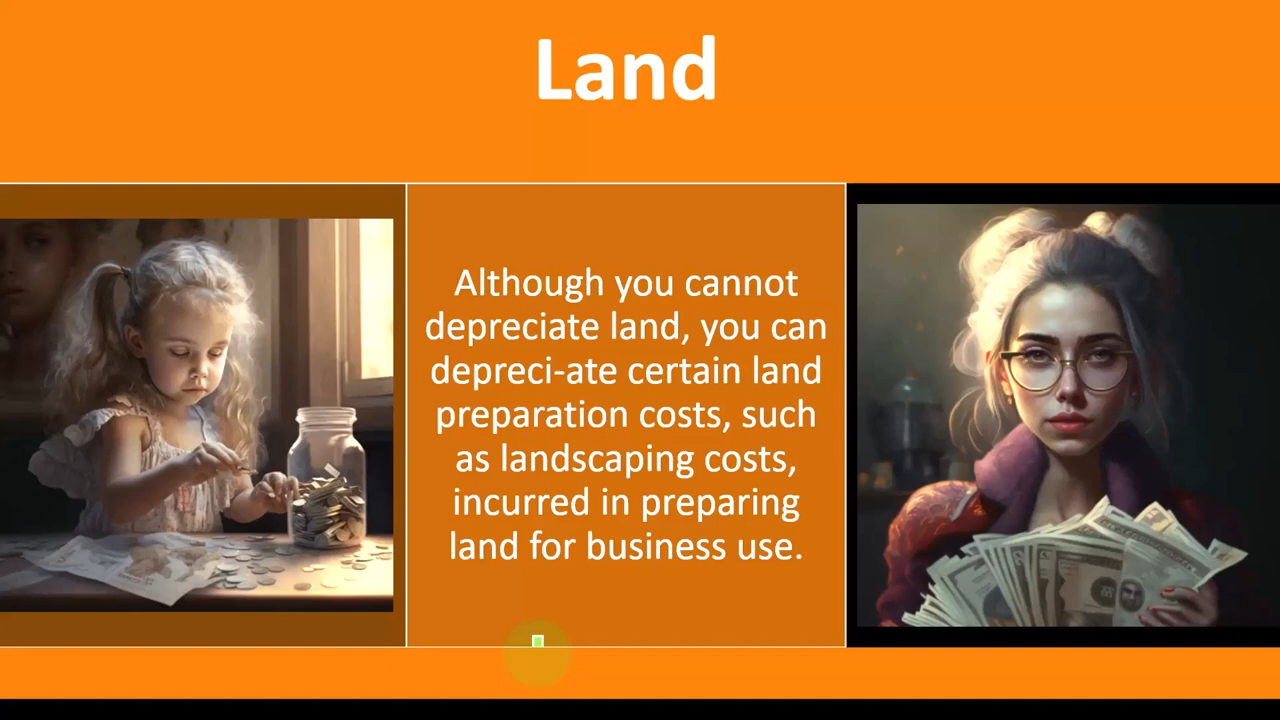 Land
Although you cannot
depreciate land, you can
depreci-ate certain land
preparation costs, such
as landscaping costs,
incurred in preparing
land for business use.